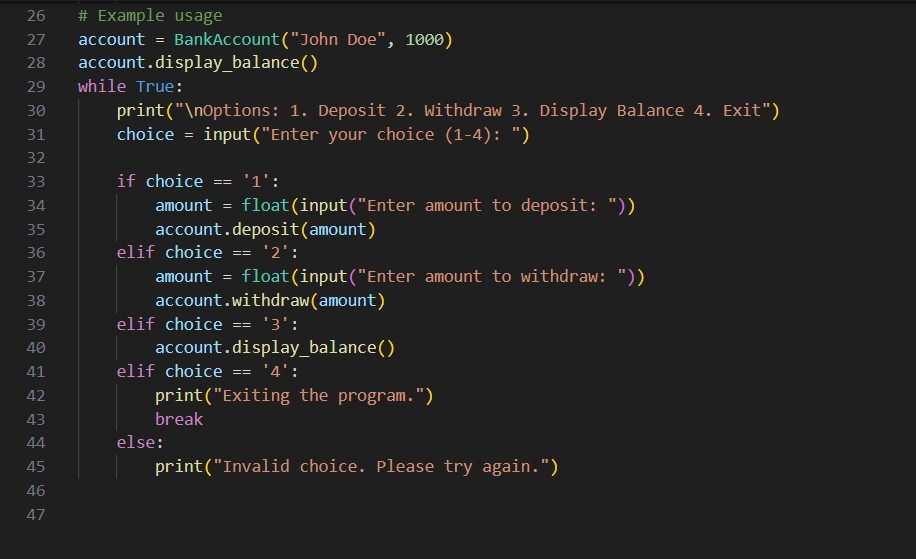 26 # Example usage
27 account = BankAccount("John Doe", 1000)
28 account.display_balance()
29 while True:
30     print("\nOptions: 1. Deposit 2. Withdraw 3. Display Balance 4. Exit")
31     choice = input("Enter your choice (1-4): ")
32
33     if choice == '1':
34         amount = float(input("Enter amount to deposit: "))
35         account.deposit(amount)
36     elif choice == '2':
37         amount = float(input("Enter amount to withdraw: "))
38         account.withdraw(amount)
39     elif choice == '3':
40         account.display_balance()
41     elif choice == '4':
42         print("Exiting the program.")
43         break
44     else:
45         print("Invalid choice. Please try again.")
46
47